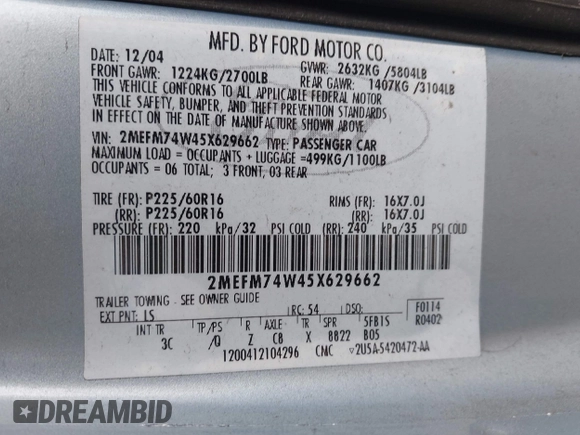 MFD. BY FORD MOTOR CO.
DATE: 12/04 GVWR: 2632KG /5804LB
FRONT GAWR: 1224KG/2700LB REAR GAWR: 1407KG /3104LB
THIS VEHICLE CONFORMS TO ALL APPLICABLE FEDERAL MOTOR
VEHICLE SAFETY, BUMPER, AND THEFT PREVENTION STANDARDS
IN EFFECT ON THE DATE OF MANUFACTURE SHOWN ABOVE.
VIN: 2MEFM74W45X629662 TYPE: PASSENGER CAR
MAXIMUM LOAD = OCCUPANTS + LUGGAGE =499KG/1100LB
OCCUPANTS = 06 TOTAL; 3 FRONT, 03 REAR
TIRE (FR): P225/60R16 RIMS (FR): 16X7.0J
(RR): P225/60R16 (RR): 16X7.0J
PRESSURE (FR): 220 kPa/32 PSI COLD (RR): 240 kPa/35 PSI COLD
2MEFM74W45X629662
TRAILER TOWING - SEE OWNER GUIDE
EXT PNT: LS RC: 54 DSO: F0114
INT TR TP/PS R AXLE TR SPR 5FB1S R0402
3C /Q Z C8 X BB22 B05
1200412104296 CNC ▽2U5A-5420472-AA
DREAMBID